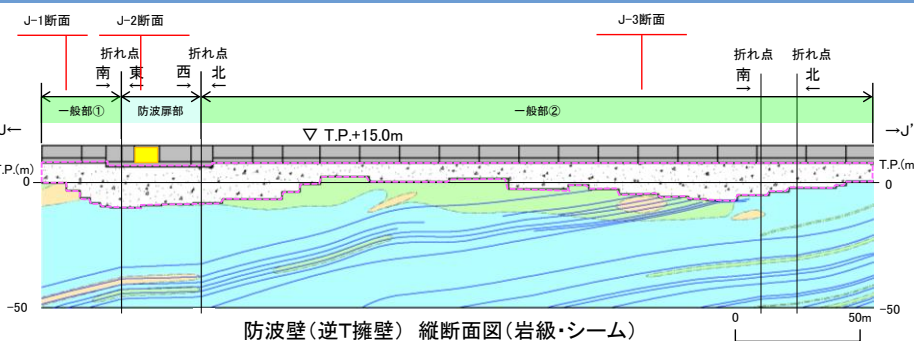 J-1断面 J-2断面 J-3断面
折れ点 折れ点 折れ点
南 東 西 北 南 北
→ ← → ← → ←
一般部① 防波扉部 一般部②
J← →J'
▽ T.P.+15.0m
T.P.(m) T.P.(m)
0 0
-50 -50
防波壁(逆T擁壁) 縦断面図(岩級・シーム)
0 50m